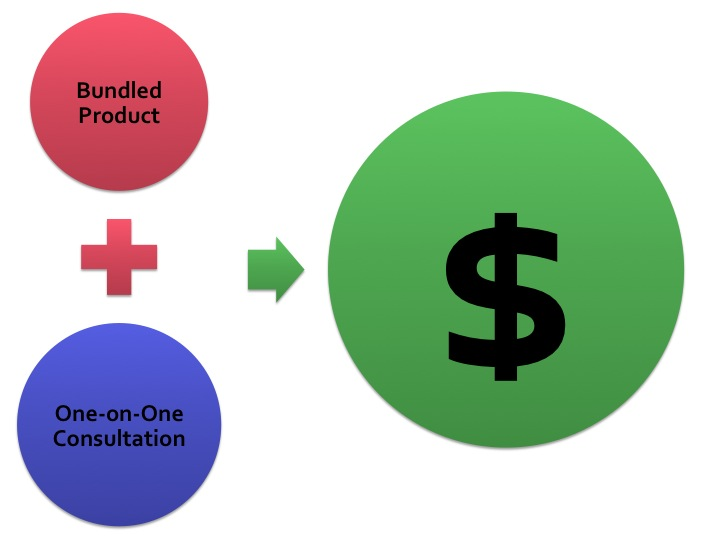 Bundled
Product
One-on-One
Consultation
$